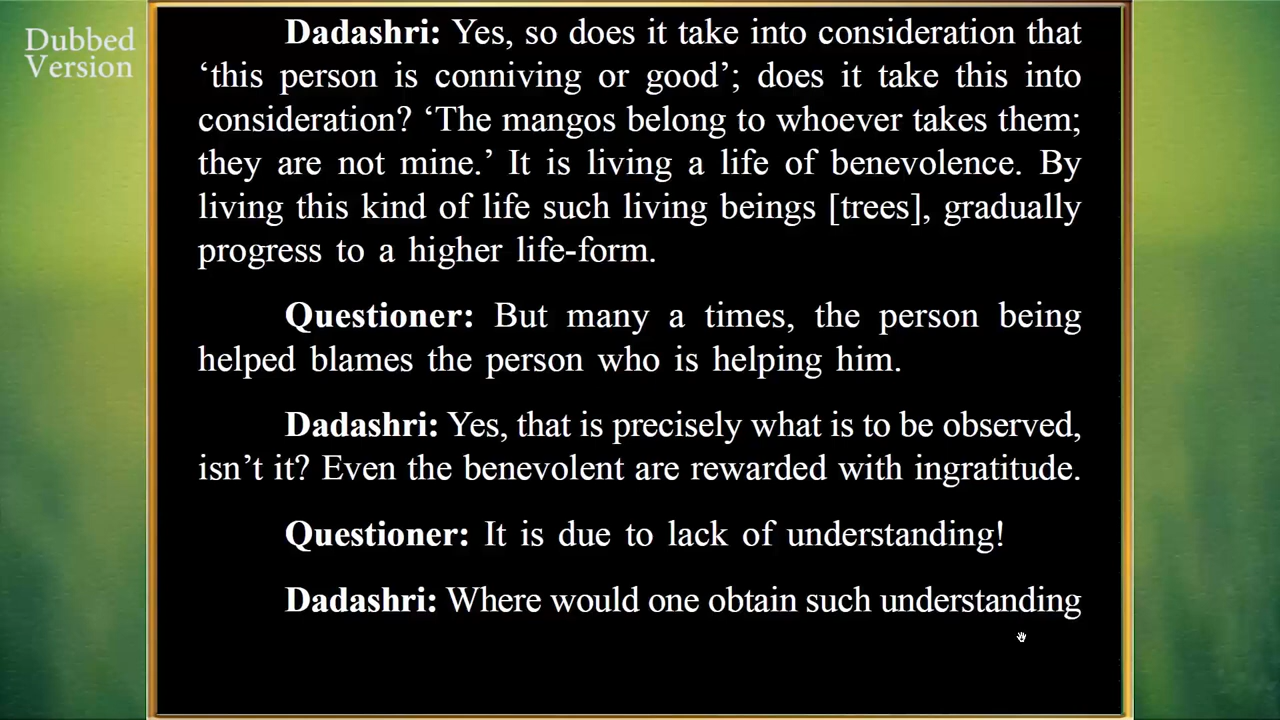 Dubbed
Version
Dadashri: Yes, so does it take into consideration that
‘this person is conniving or good’; does it take this into
consideration? ‘The mangos belong to whoever takes them;
they are not mine.’ It is living a life of benevolence. By
living this kind of life such living beings [trees], gradually
progress to a higher life-form.
Questioner: But many a times, the person being
helped blames the person who is helping him.
Dadashri: Yes, that is precisely what is to be observed,
isn’t it? Even the benevolent are rewarded with ingratitude.
Questioner: It is due to lack of understanding!
Dadashri: Where would one obtain such understanding